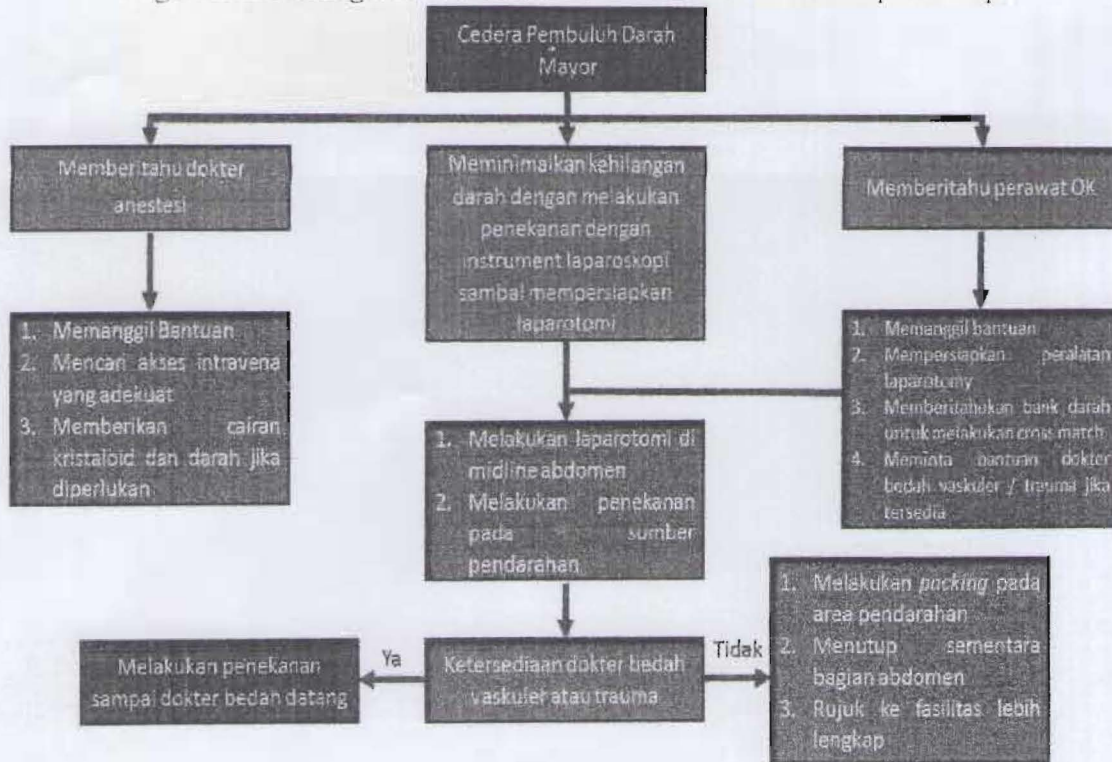 Cedera Pembuluh Darah
Mayor
Memberitahu dokter
anestesi
Meminimalkan kehilangan
darah dengan melakukan
penekanan dengan
instrument laparoskopi
sambal mempersiapkan
laparotomi
Memberitahu perawat OK
1. Memanggil Bantuan
2. Mencari akses intravena
yang adekuat
3. Memberikan cairan
kristaloid dan darah jika
diperlukan
1. Memanggil bantuan
2. Mempersiapkan peralatan
laparotomy
3. Memberitahukan bank darah
untuk melakukan cross match
4. Meminta bantuan dokter
bedah vaskuler / trauma jika
tersedia
1. Melakukan laparotomi di
midline abdomen
2. Melakukan penekanan
pada sumber
pendarahan
Ketersediaan dokter bedah
vaskuler atau trauma
Ya
Melakukan penekanan
sampai dokter bedah datang
Tidak
1. Melakukan packing pada
area pendarahan
2. Menutup sementara
bagian abdomen
3. Rujuk ke fasilitas lebih
lengkap